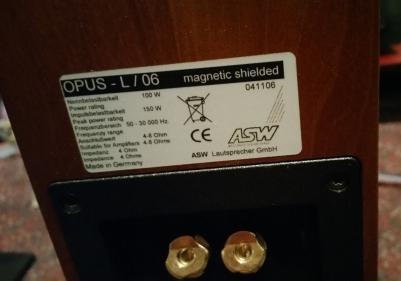 OPUS - L / 06 magnetic shielded
041106
Nennbelastbarkeit 100 W
Power rating
Impulsbelastbarkeit 150 W
Peak power rating
Frequenzbereich 50 - 30 000 Hz.
Frequency range
Anschlußwert 4-8 Ohm
Suitable for Amplifiers 4-8 Ohms
Impedanz 4 Ohm
Impedance 4 Ohms
Made in Germany
CE
ASW
ASW Lautsprecher GmbH